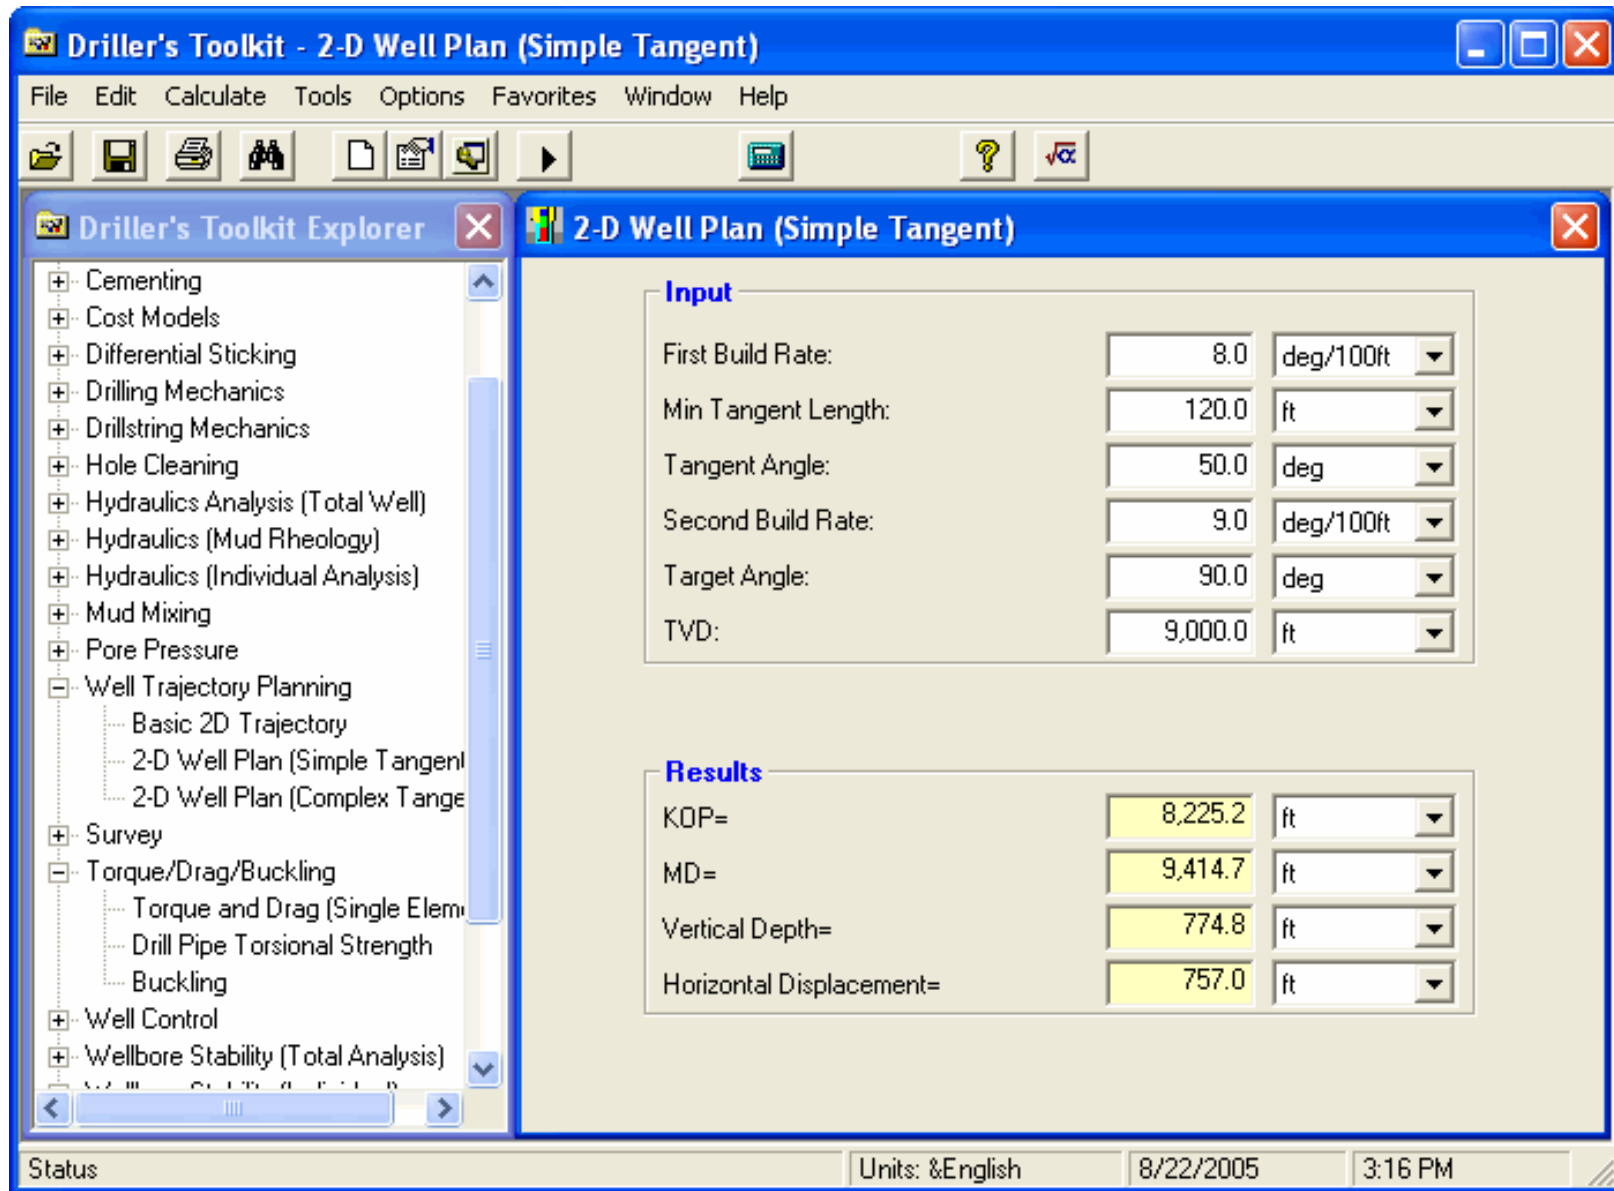 Driller's Toolkit - 2-D Well Plan (Simple Tangent)
File Edit Calculate Tools Options Favorites Window Help
√α
Driller's Toolkit Explorer
Cementing
Cost Models
Differential Sticking
Drilling Mechanics
Drillstring Mechanics
Hole Cleaning
Hydraulics Analysis (Total Well)
Hydraulics (Mud Rheology)
Hydraulics (Individual Analysis)
Mud Mixing
Pore Pressure
Well Trajectory Planning
Basic 2D Trajectory
2-D Well Plan (Simple Tangent
2-D Well Plan (Complex Tange
Survey
Torque/Drag/Buckling
Torque and Drag (Single Elem
Drill Pipe Torsional Strength
Buckling
Well Control
Wellbore Stability (Total Analysis)
2-D Well Plan (Simple Tangent)
Input
First Build Rate: 8.0 deg/100ft
Min Tangent Length: 120.0 ft
Tangent Angle: 50.0 deg
Second Build Rate: 9.0 deg/100ft
Target Angle: 90.0 deg
TVD: 9,000.0 ft
Results
KOP= 8,225.2 ft
MD= 9,414.7 ft
Vertical Depth= 774.8 ft
Horizontal Displacement= 757.0 ft
Status Units: &English 8/22/2005 3:16 PM